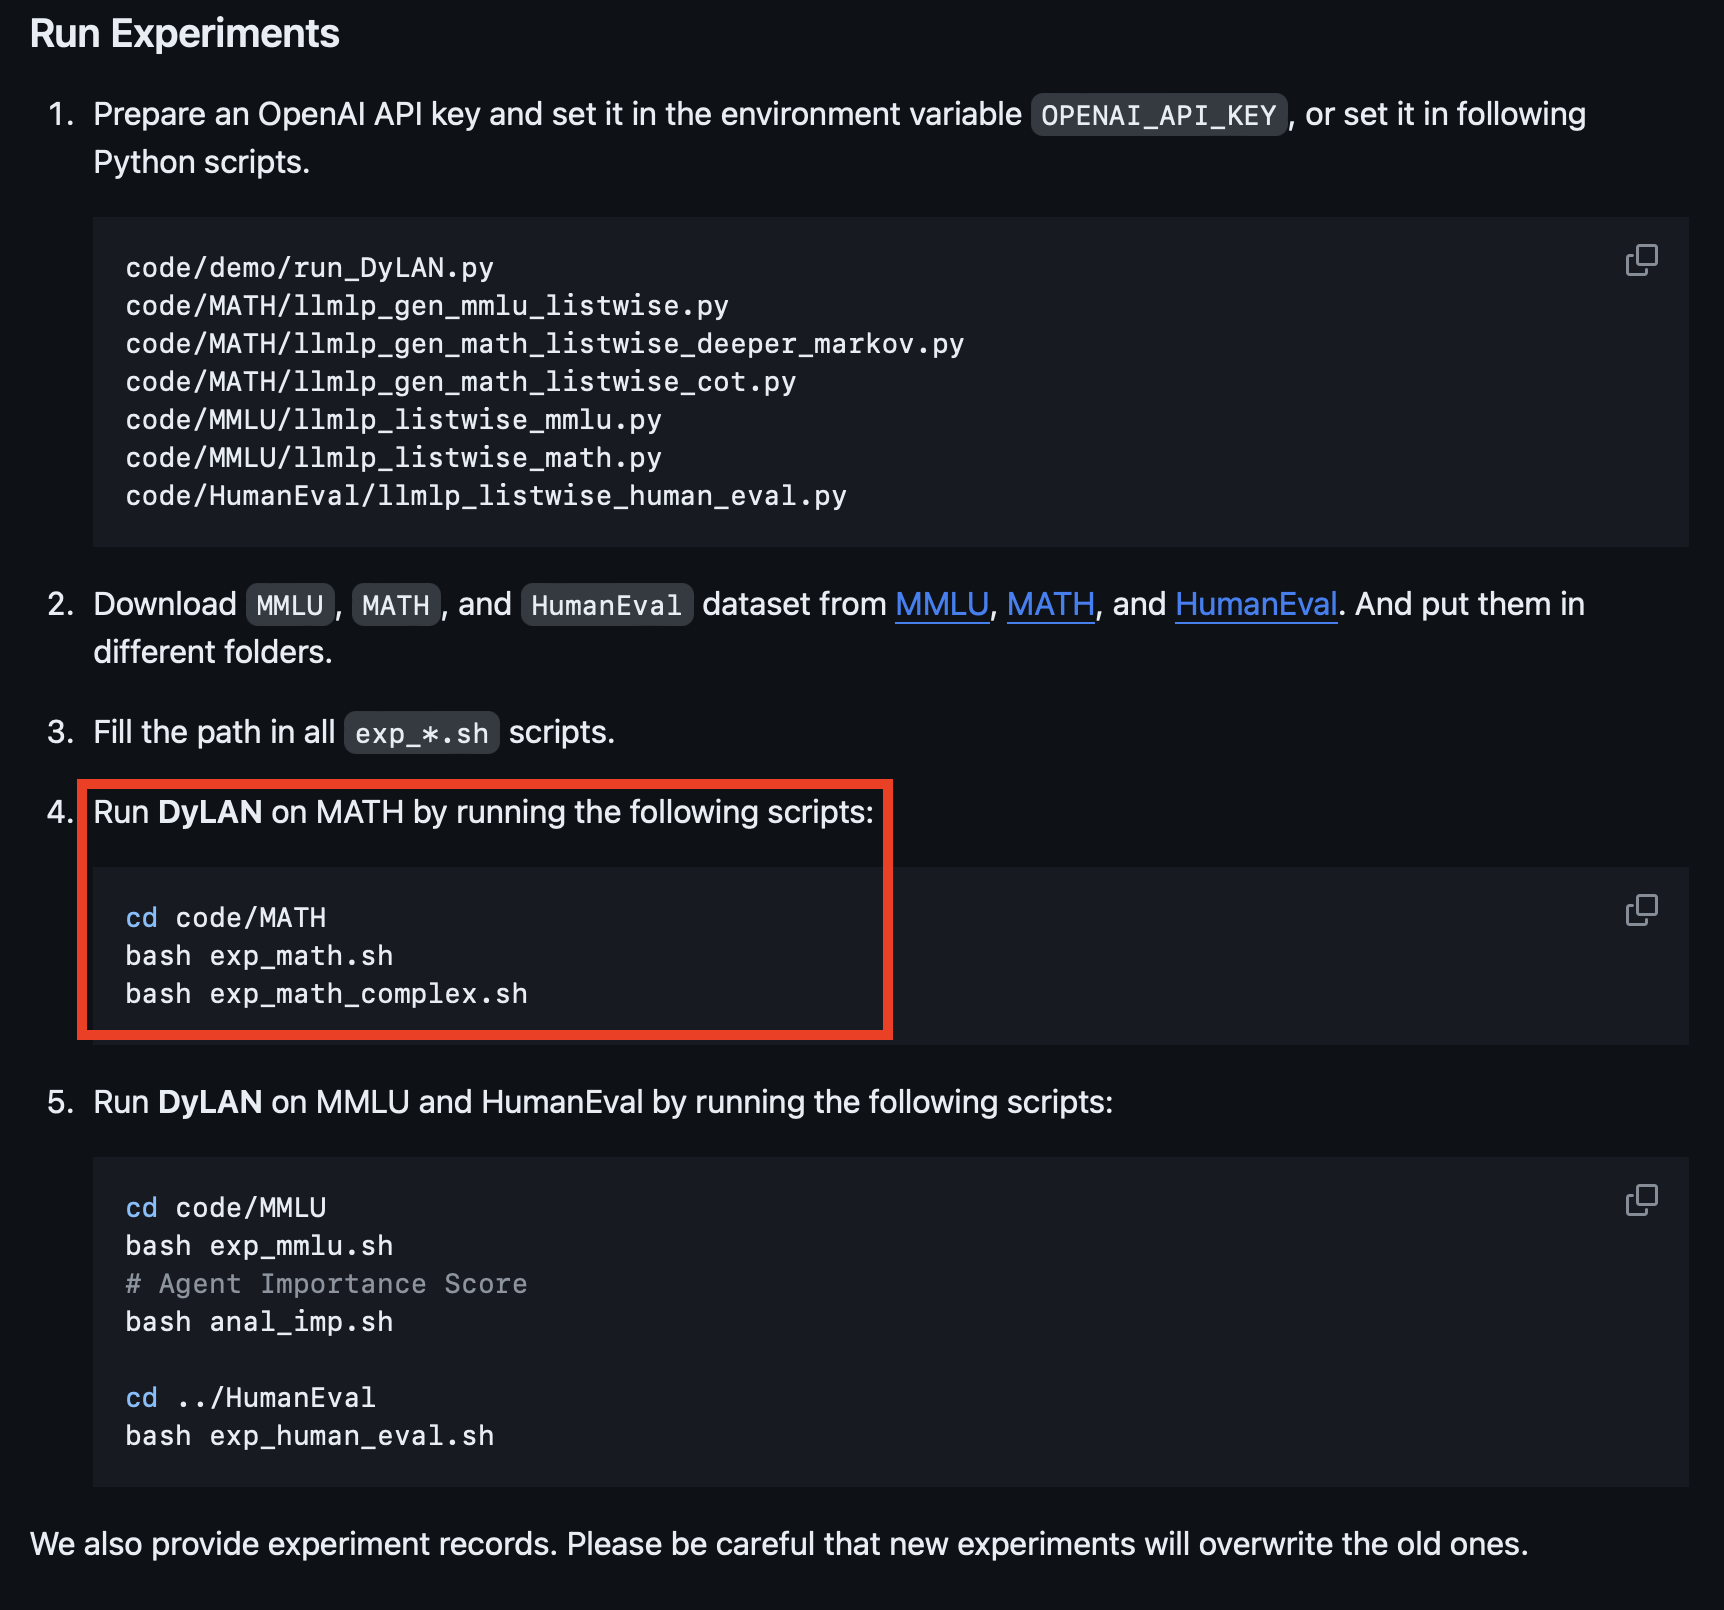 Run Experiments
1. Prepare an OpenAI API key and set it in the environment variable OPENAI_API_KEY, or set it in following
Python scripts.
code/demo/run_DyLAN.py
code/MATH/llmlp_gen_mmlu_listwise.py
code/MATH/llmlp_gen_math_listwise_deeper_markov.py
code/MATH/llmlp_gen_math_listwise_cot.py
code/MMLU/llmlp_listwise_mmlu.py
code/MMLU/llmlp_listwise_math.py
code/HumanEval/llmlp_listwise_human_eval.py
2. Download MMLU, MATH, and HumanEval dataset from MMLU, MATH, and HumanEval. And put them in
different folders.
3. Fill the path in all exp_*.sh scripts.
4. Run DyLAN on MATH by running the following scripts:
cd code/MATH
bash exp_math.sh
bash exp_math_complex.sh
5. Run DyLAN on MMLU and HumanEval by running the following scripts:
cd code/MMLU
bash exp_mmlu.sh
# Agent Importance Score
bash anal_imp.sh
cd ../HumanEval
bash exp_human_eval.sh
We also provide experiment records. Please be careful that new experiments will overwrite the old ones.